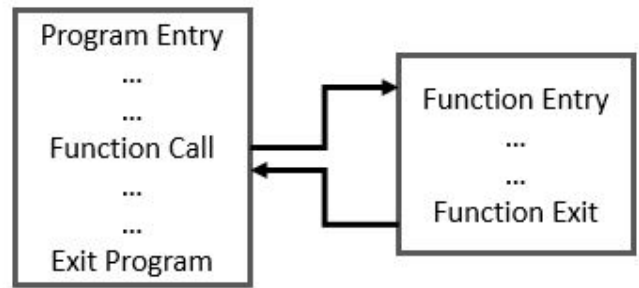 Program Entry
...
...
Function Call
...
...
Exit Program
Function Entry
...
...
Function Exit